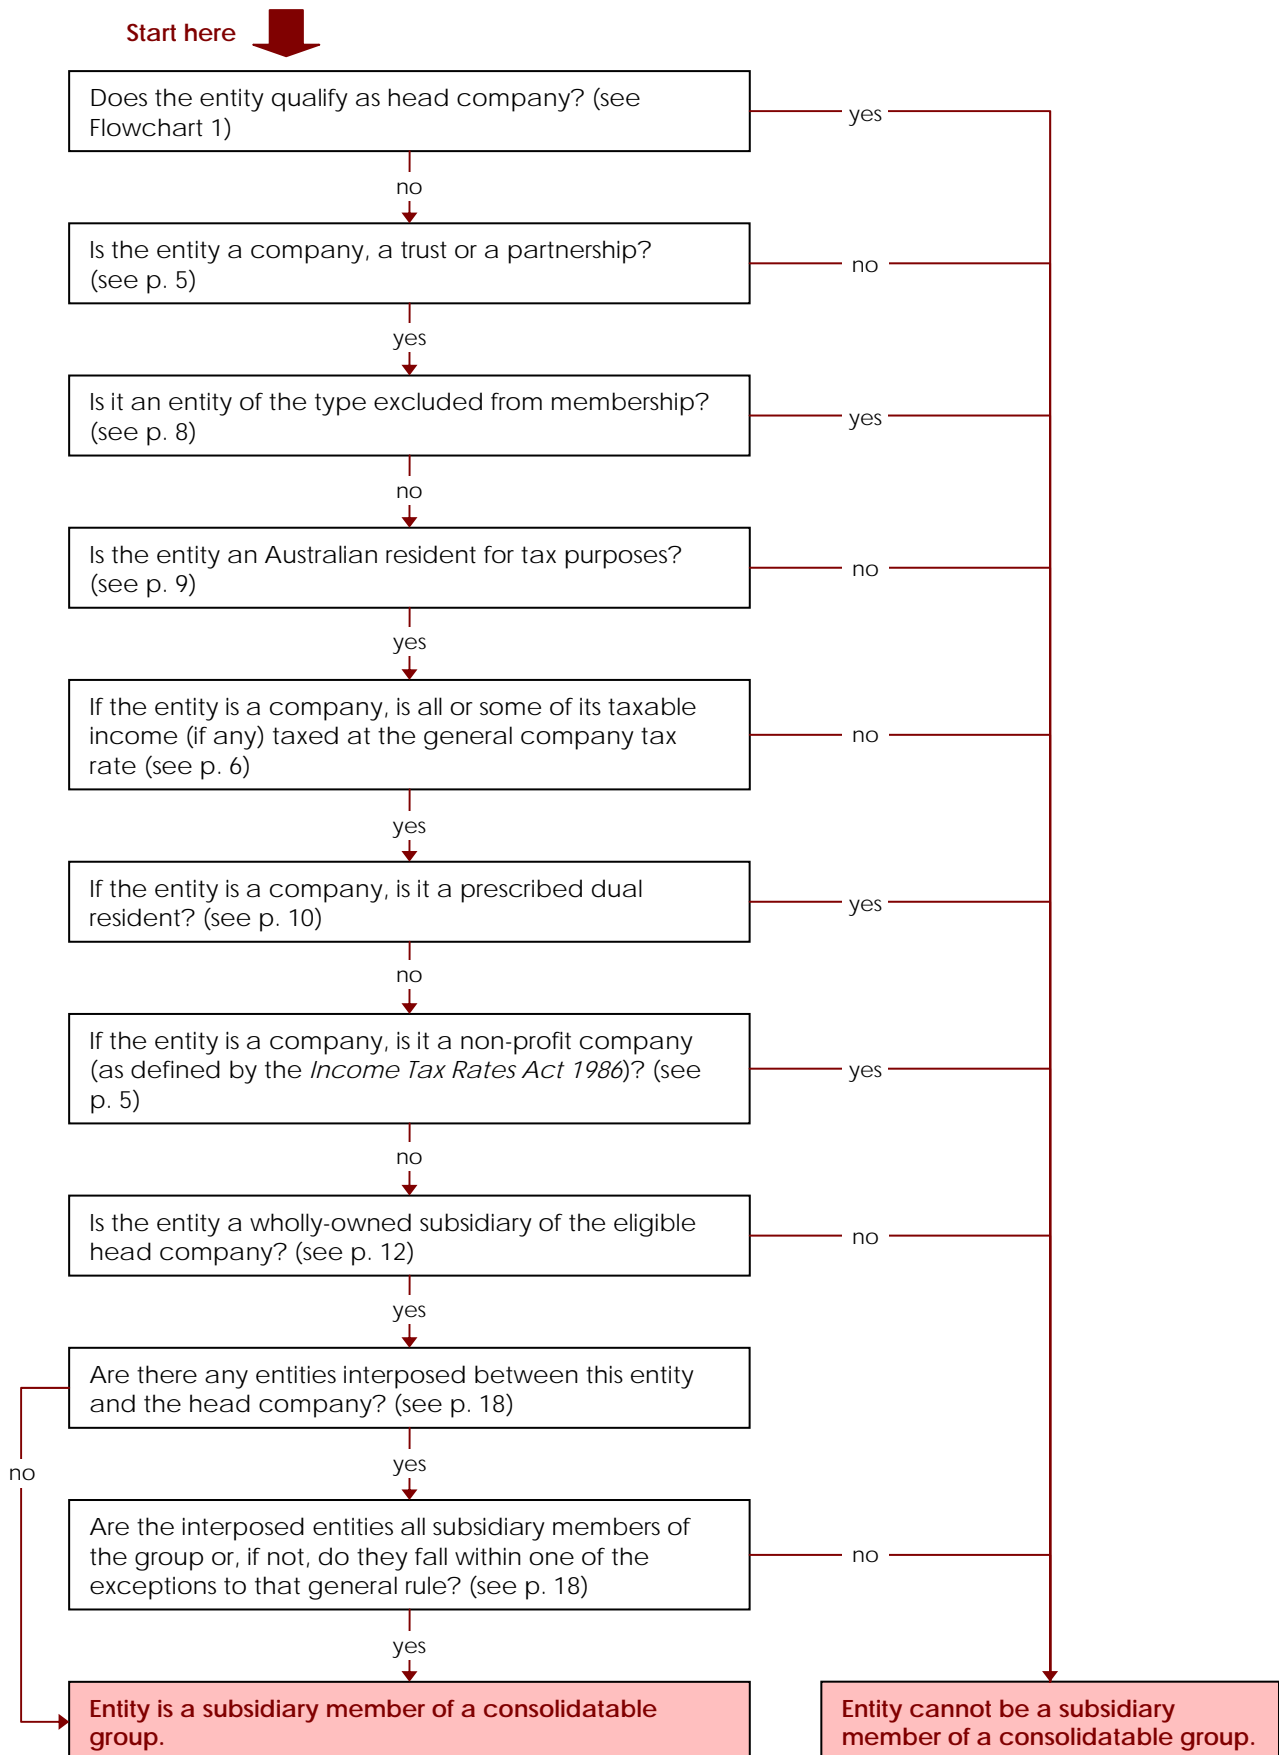 Start here
Does the entity qualify as head company? (see
Flowchart 1)
yes
no
Is the entity a company, a trust or a partnership?
(see p. 5)
no
yes
Is it an entity of the type excluded from membership?
(see p. 8)
yes
no
Is the entity an Australian resident for tax purposes?
(see p. 9)
no
yes
If the entity is a company, is all or some of its taxable
income (if any) taxed at the general company tax
rate (see p. 6)
no
yes
If the entity is a company, is it a prescribed dual
resident? (see p. 10)
yes
no
If the entity is a company, is it a non-profit company
(as defined by the Income Tax Rates Act 1986)? (see
p. 5)
yes
no
Is the entity a wholly-owned subsidiary of the eligible
head company? (see p. 12)
no
yes
Are there any entities interposed between this entity
and the head company? (see p. 18)
yes
no
Are the interposed entities all subsidiary members of
the group or, if not, do they fall within one of the
exceptions to that general rule? (see p. 18)
no
yes
Entity is a subsidiary member of a consolidatable
group.
Entity cannot be a subsidiary
member of a consolidatable group.